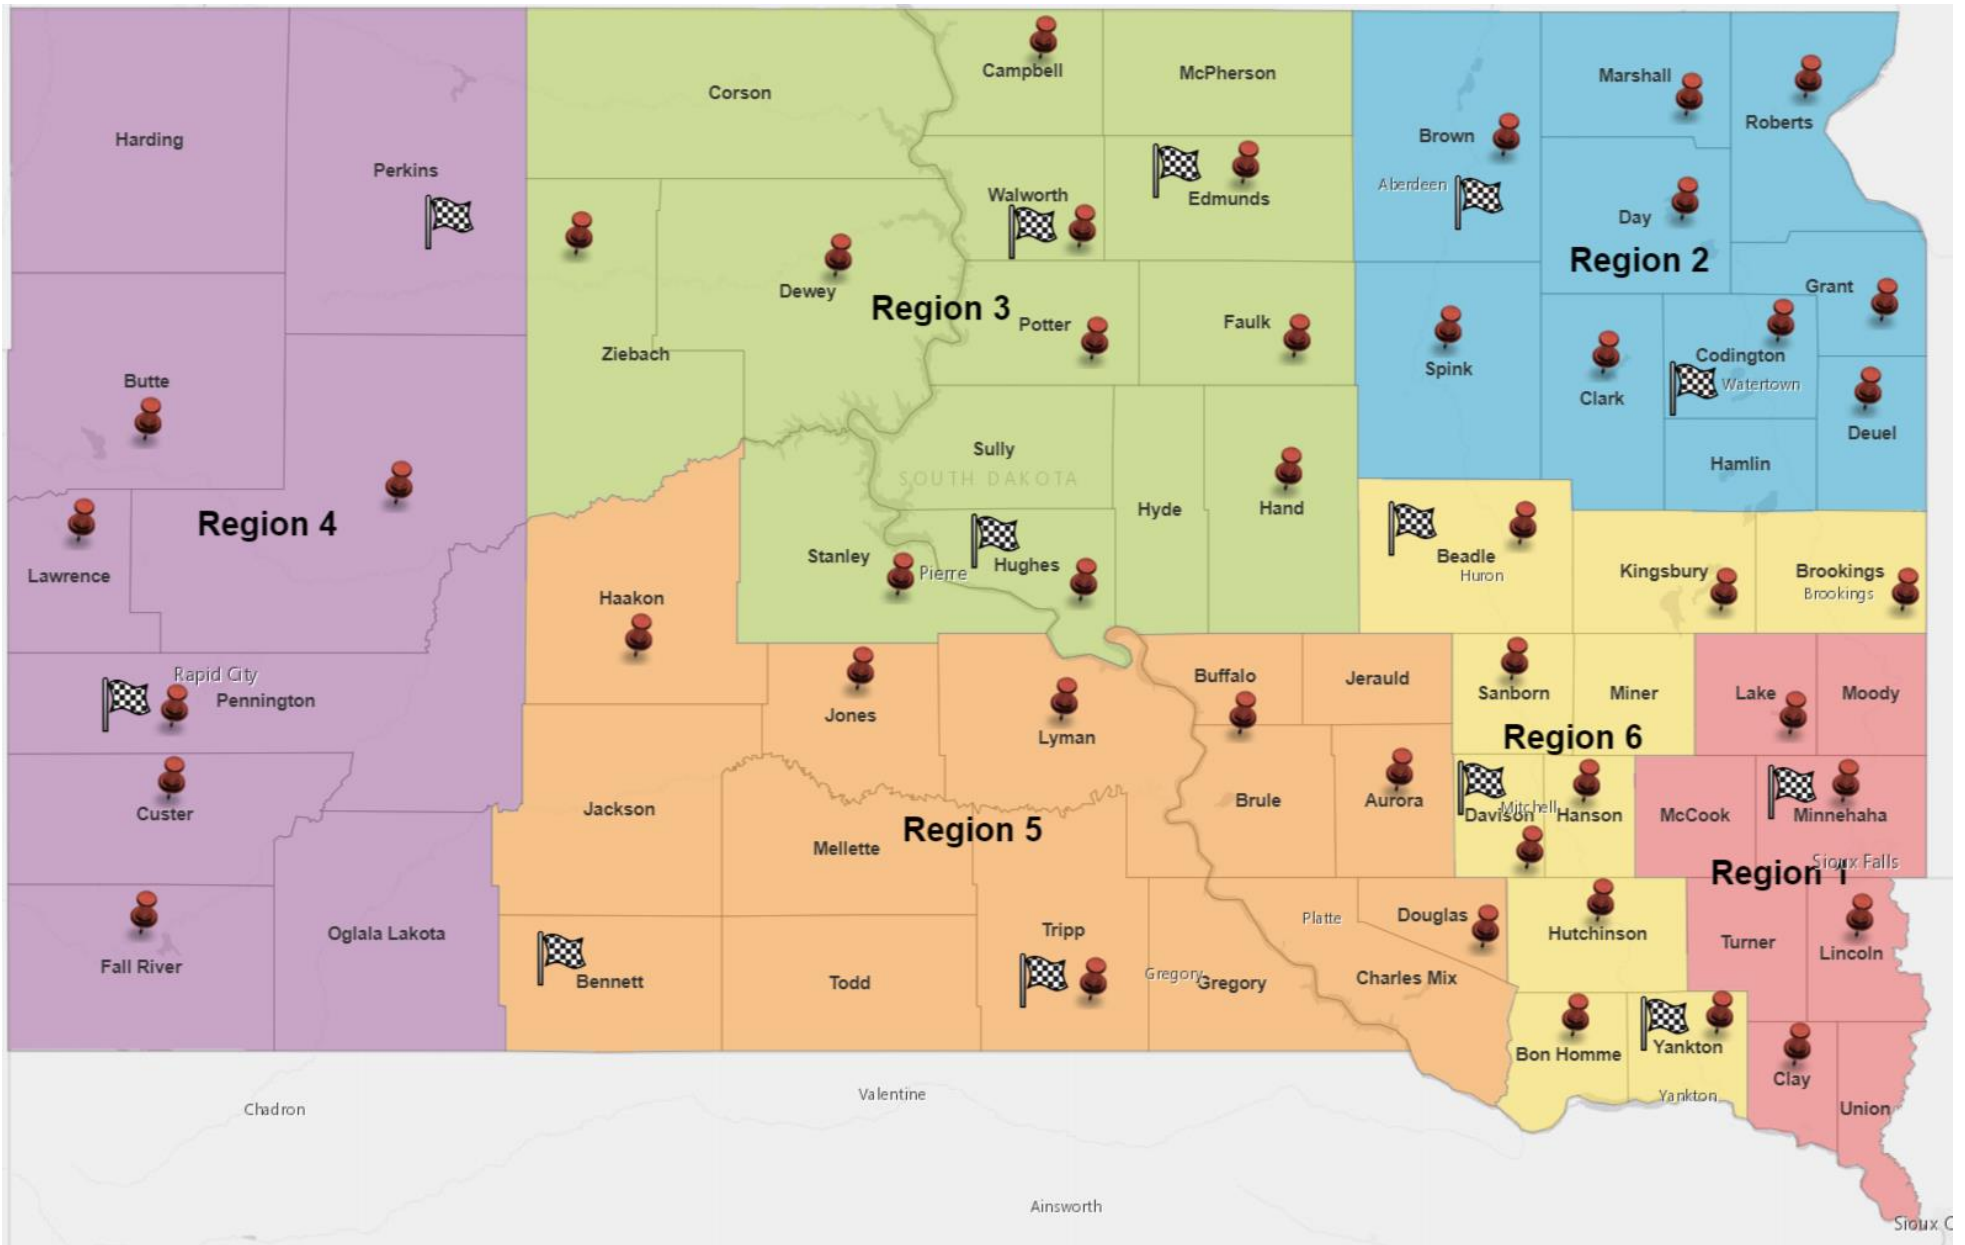 Campbell
McPherson
Corson
Marshall
Roberts
Harding
Perkins
Brown
Aberdeen
Walworth
Edmunds
Day
Region 2
Dewey
Region 3
Potter
Faulk
Grant
Ziebach
Spink
Codington
Watertown
Butte
Clark
Deuel
Sully
SOUTH DAKOTA
Hamlin
Hyde
Hand
Region 4
Lawrence
Stanley
Pierre
Hughes
Beadle
Huron
Kingsbury
Brookings
Brookings
Haakon
Rapid City
Pennington
Buffalo
Jerauld
Sanborn
Miner
Lake
Moody
Jones
Lyman
Region 6
Custer
Jackson
Brule
Aurora
Mitchell
Davison
Hanson
McCook
Minnehaha
Mellette
Region 5
Sioux Falls
Region 1
Oglala Lakota
Fall River
Tripp
Platte
Douglas
Hutchinson
Turner
Lincoln
Bennett
Todd
Gregory
Gregory
Charles Mix
Bon Homme
Yankton
Yankton
Clay
Union
Chadron
Valentine
Ainsworth
Sioux C